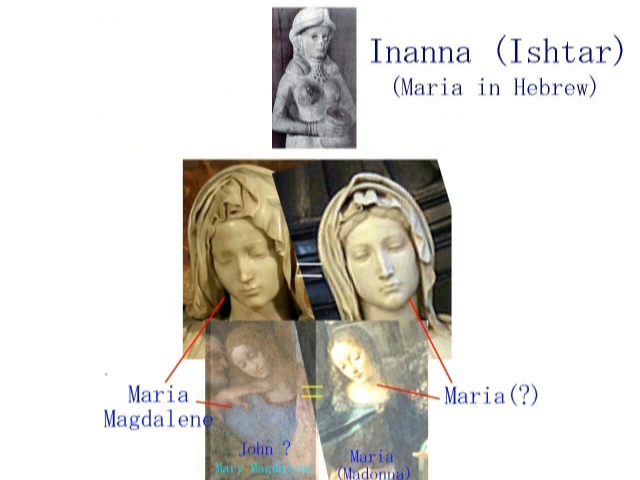 Inanna (Ishtar)
(Maria in Hebrew)
=
Maria
Magdalene
=
Maria(?)
John ?
Mary Magdalene
Maria
(Madonna)